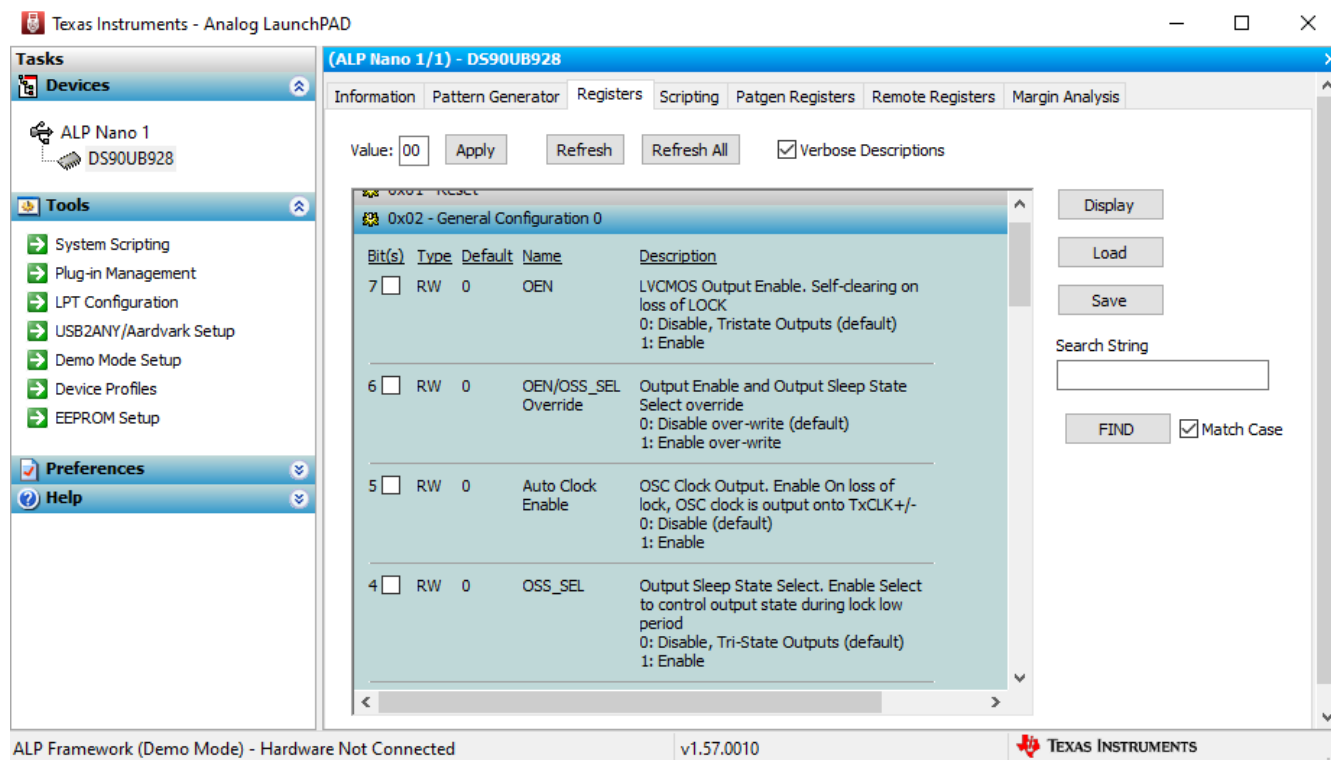 Texas Instruments - Analog LaunchPAD
Tasks
Devices
ALP Nano 1
DS90UB928
Tools
System Scripting
Plug-in Management
LPT Configuration
USB2ANY/Aardvark Setup
Demo Mode Setup
Device Profiles
EEPROM Setup
Preferences
Help
(ALP Nano 1/1) - DS90UB928
Information Pattern Generator Registers Scripting Patgen Registers Remote Registers Margin Analysis
Value: 00 Apply Refresh Refresh All Verbose Descriptions
0x01 - Reset
0x02 - General Configuration 0
Bit(s) Type Default Name Description
7 RW 0 OEN LVCMOS Output Enable. Self-clearing on
loss of LOCK
0: Disable, Tristate Outputs (default)
1: Enable
6 RW 0 OEN/OSS_SEL Output Enable and Output Sleep State
Override Select override
0: Disable over-write (default)
1: Enable over-write
5 RW 0 Auto Clock OSC Clock Output. Enable On loss of
Enable lock, OSC clock is output onto TxCLK+/-
0: Disable (default)
1: Enable
4 RW 0 OSS_SEL Output Sleep State Select. Enable Select
to control output state during lock low
period
0: Disable, Tri-State Outputs (default)
1: Enable
Display
Load
Save
Search String
FIND Match Case
ALP Framework (Demo Mode) - Hardware Not Connected v1.57.0010 TEXAS INSTRUMENTS